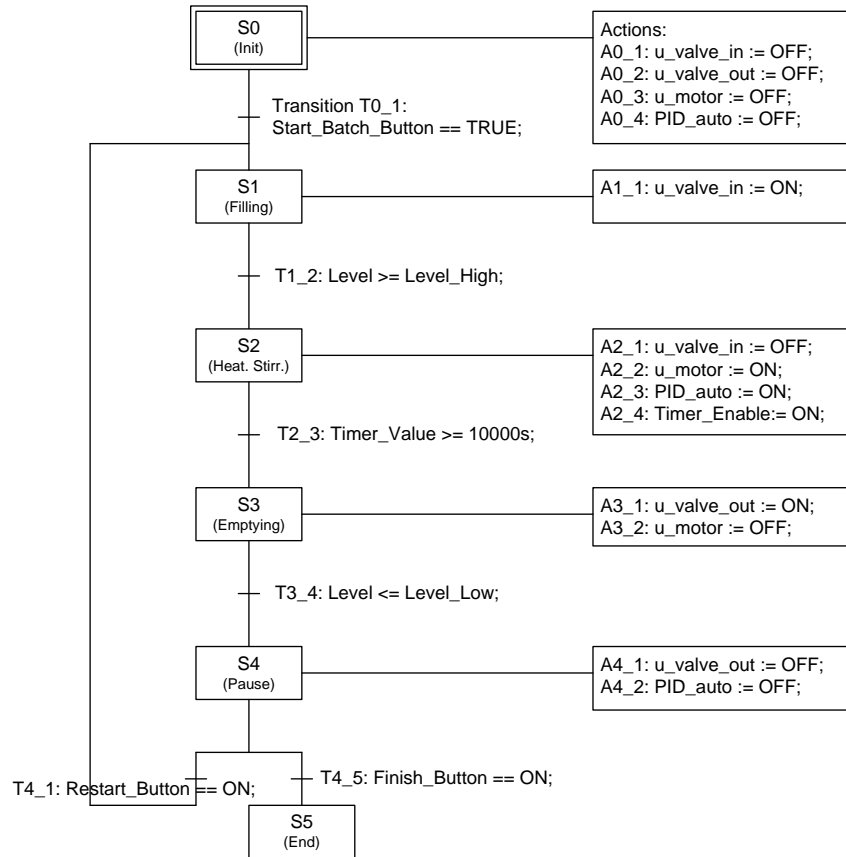 S0
(Init)
Actions:
A0_1: u_valve_in := OFF;
A0_2: u_valve_out := OFF;
A0_3: u_motor := OFF;
A0_4: PID_auto := OFF;
Transition T0_1:
Start_Batch_Button == TRUE;
S1
(Filling)
A1_1: u_valve_in := ON;
T1_2: Level >= Level_High;
S2
(Heat. Stirr.)
A2_1: u_valve_in := OFF;
A2_2: u_motor := ON;
A2_3: PID_auto := ON;
A2_4: Timer_Enable:= ON;
T2_3: Timer_Value >= 10000s;
S3
(Emptying)
A3_1: u_valve_out := ON;
A3_2: u_motor := OFF;
T3_4: Level <= Level_Low;
S4
(Pause)
A4_1: u_valve_out := OFF;
A4_2: PID_auto := OFF;
T4_1: Restart_Button == ON;
T4_5: Finish_Button == ON;
S5
(End)